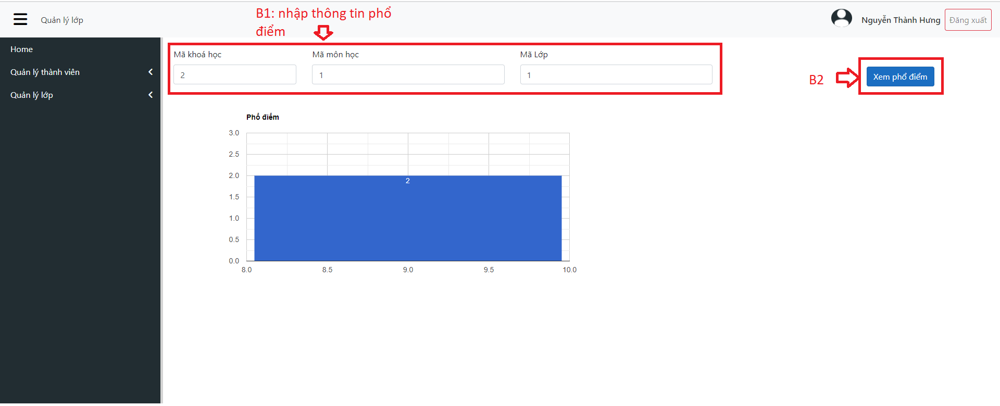 Quản lý lớp
B1: nhập thông tin phổ
điểm
Nguyễn Thành Hưng
Đăng xuất
Home
Quản lý thành viên
Quản lý lớp
Mã khoá học
Mã môn học
Mã Lớp
2
1
1
B2
Xem phổ điểm
Phổ điểm
3.0
2.5
2.0
2
1.5
1.0
0.5
0.0
8.0
8.5
9.0
9.5
10.0